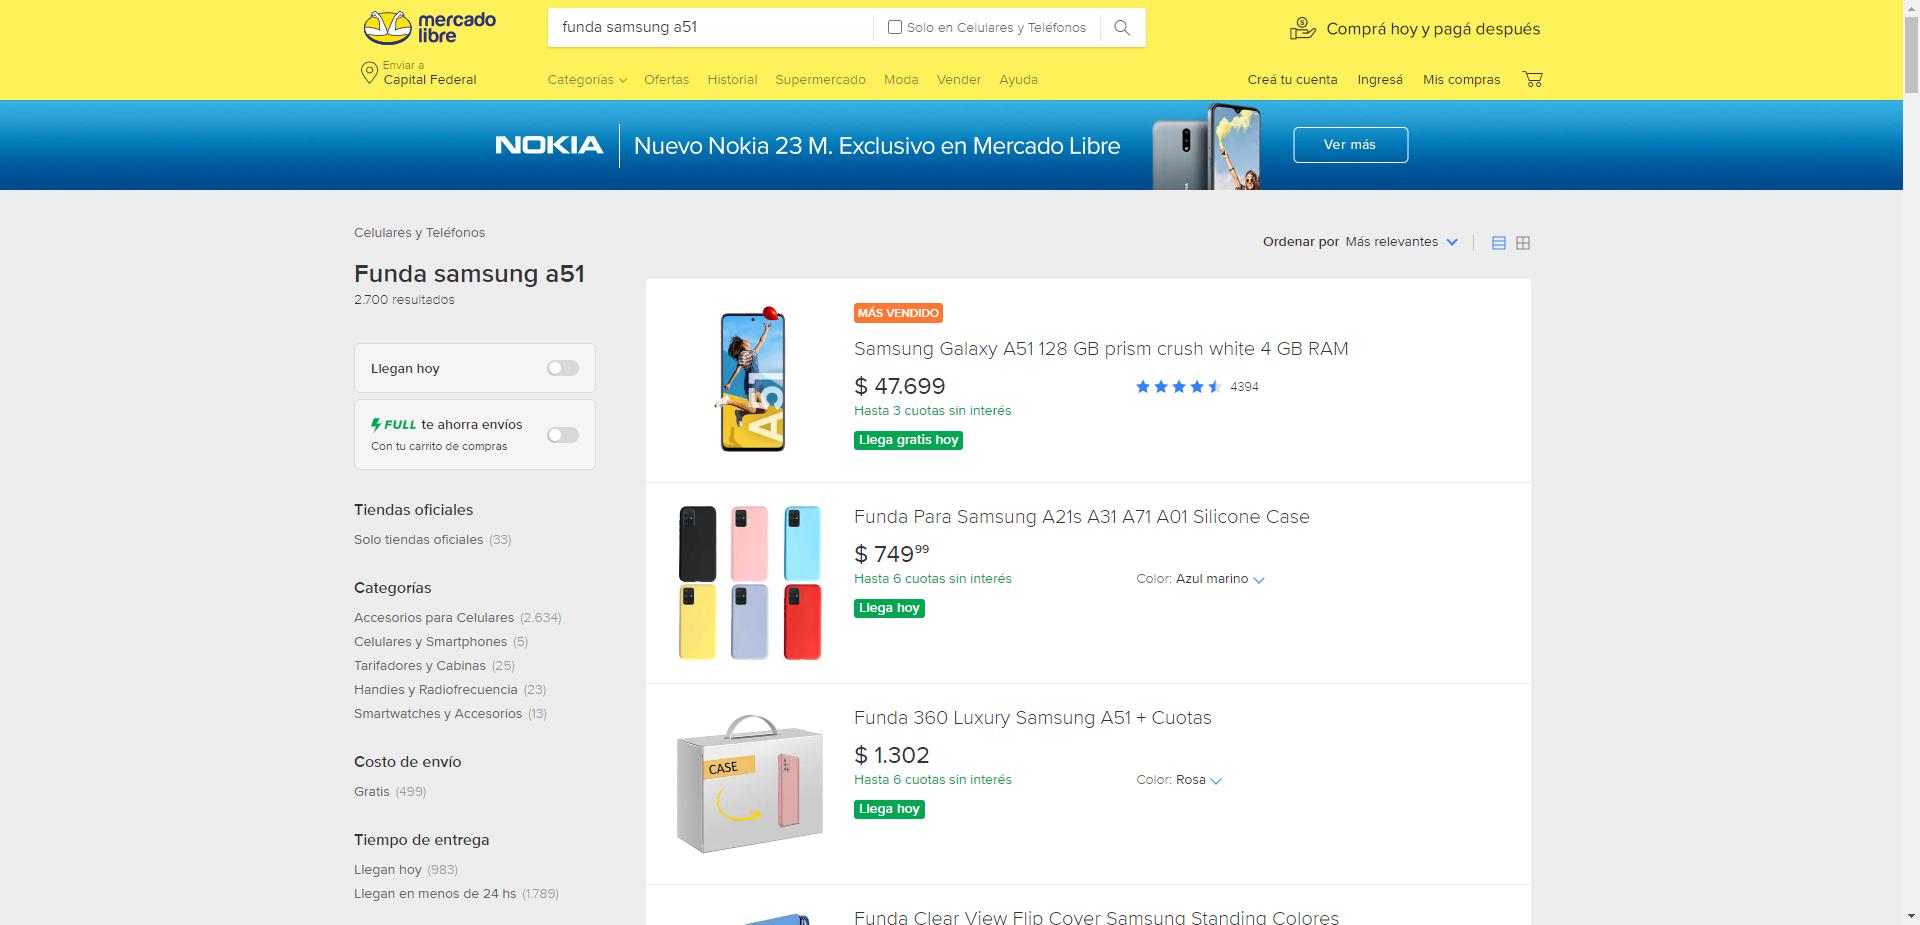 mercado
libre
funda samsung a51
Solo en Celulares y Teléfonos
Comprá hoy y pagá después
Enviar a
Capital Federal
Categorías
Ofertas
Historial
Supermercado
Moda
Vender
Ayuda
Creá tu cuenta
Ingresá
Mis compras
NOKIA
Nuevo Nokia 23 M. Exclusivo en Mercado Libre
Ver más
Celulares y Teléfonos
Funda samsung a51
2.700 resultados
Ordenar por Más relevantes
Llegan hoy
FULL te ahorra envíos
Con tu carrito de compras
Tiendas oficiales
Solo tiendas oficiales (33)
Categorías
Accesorios para Celulares (2.634)
Celulares y Smartphones (5)
Tarifadores y Cabinas (25)
Handies y Radiofrecuencia (23)
Smartwatches y Accesorios (13)
Costo de envío
Gratis (499)
Tiempo de entrega
Llegan hoy (983)
Llegan en menos de 24 hs (1.789)
A51
MÁS VENDIDO
Samsung Galaxy A51 128 GB prism crush white 4 GB RAM
$ 47.699
4394
Hasta 3 cuotas sin interés
Llega gratis hoy
Funda Para Samsung A21s A31 A71 A01 Silicone Case
$ 749 99
Hasta 6 cuotas sin interés
Color: Azul marino
Llega hoy
CASE
Funda 360 Luxury Samsung A51 + Cuotas
$ 1.302
Hasta 6 cuotas sin interés
Color: Rosa
Llega hoy
Funda Clear View Flip Cover Samsung Standing Colores